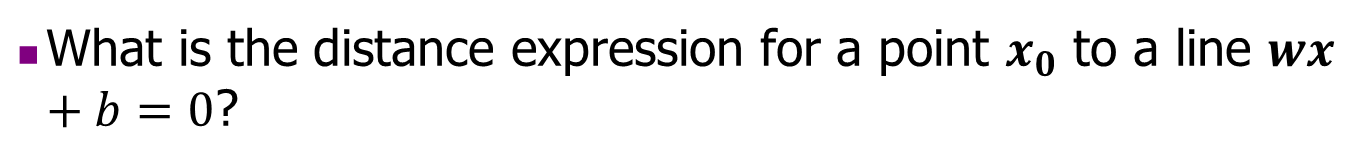 ▪What is the distance expression for a point x₀ to a line wx
+ b = 0?